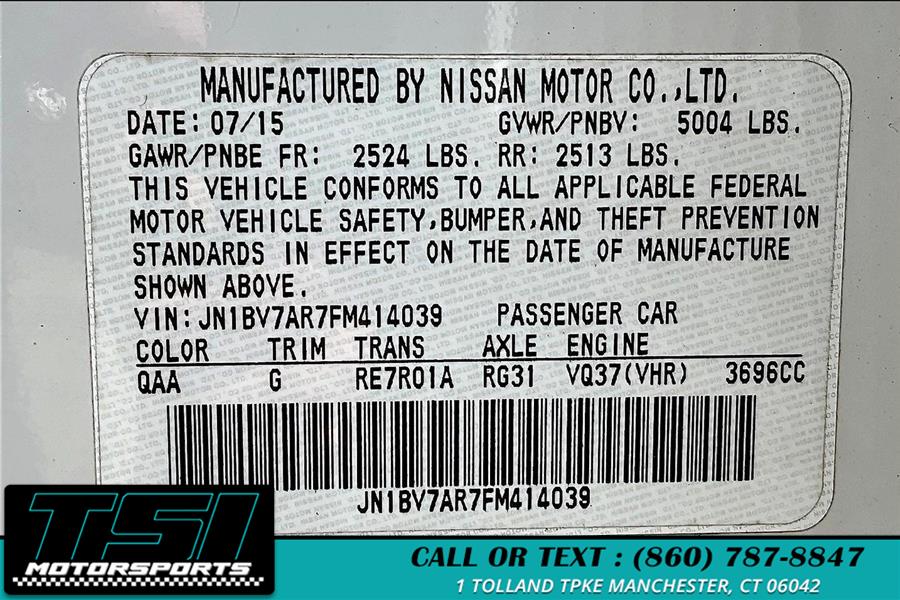 MANUFACTURED BY NISSAN MOTOR CO.,LTD.
DATE: 07/15 GVWR/PNBV: 5004 LBS.
GAWR/PNBE FR: 2524 LBS. RR: 2513 LBS.
THIS VEHICLE CONFORMS TO ALL APPLICABLE FEDERAL
MOTOR VEHICLE SAFETY,BUMPER,AND THEFT PREVENTION
STANDARDS IN EFFECT ON THE DATE OF MANUFACTURE
SHOWN ABOVE.
VIN: JN1BV7AR7FM414039 PASSENGER CAR
COLOR TRIM TRANS AXLE ENGINE
QAA G RE7R01A RG31 VQ37(VHR) 3696CC
JN1BV7AR7FM414039
TSI
MOTORSPORTS
CALL OR TEXT : (860) 787-8847
1 TOLLAND TPKE MANCHESTER, CT 06042